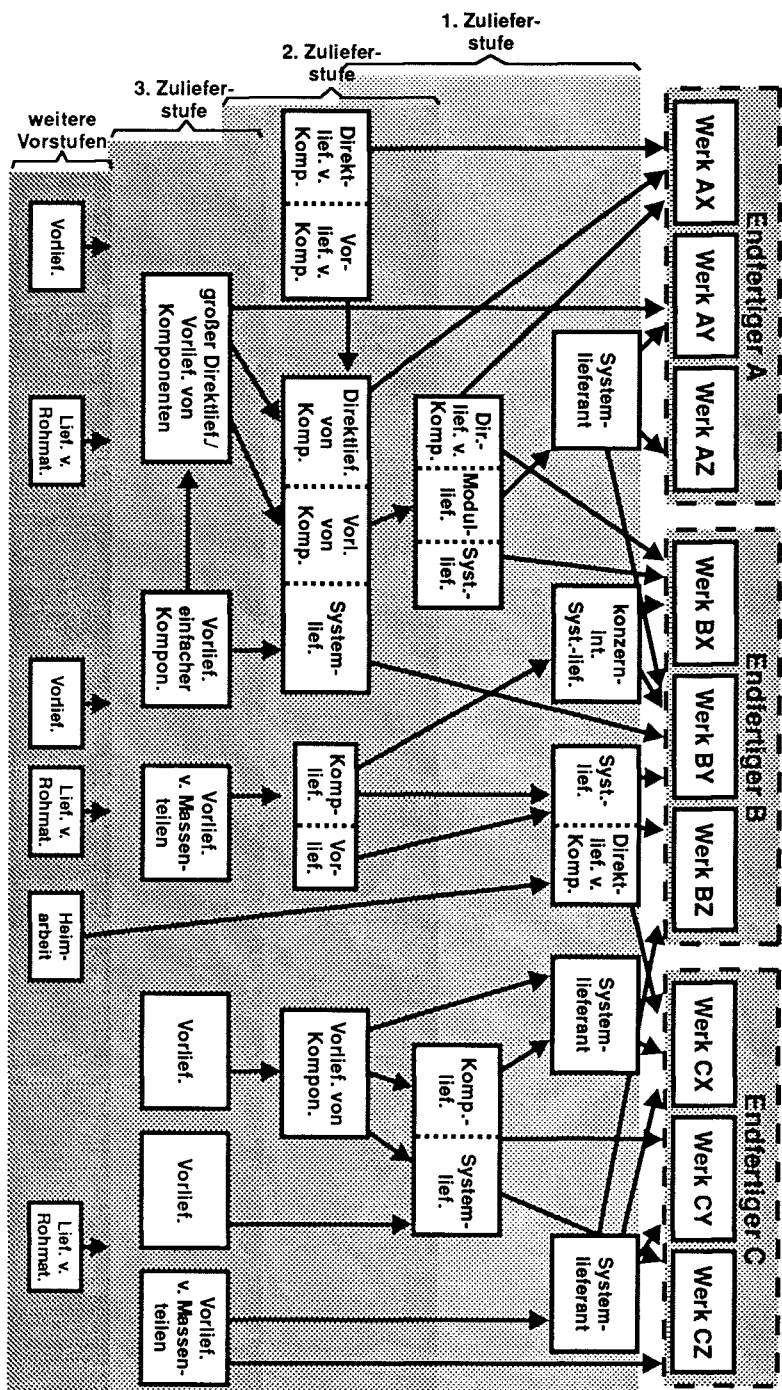 1. Zuliefer-
stufe
2. Zuliefer-
stufe
3. Zuliefer-
stufe
weitere
Vorstufen
Endfertiger A
Werk AX
Werk AY
Werk AZ
Endfertiger B
Werk BX
Werk BY
Werk BZ
Endfertiger C
Werk CX
Werk CY
Werk CZ
System-
lieferant
konzern-
int.
Syst.-lief.
Syst.-
lief.
Direkt-
lief. v.
Komp.
System-
lieferant
System-
lieferant
Dir.-
lief. v.
Komp.
Modul-
lief.
Syst.-
lief.
Komp.-
lief.
System-
lief.
Direkt-
lief. v.
Komp.
Vor-
lief. v.
Komp.
Direktlief.
von
Komp.
Vorl.
von
Komp.
System-
lief.
Komp-
lief.
Vor-
lief.
Vorlief. von
Kompon.
großer Direktlief./
Vorlief. von
Komponenten
Vorlief.
einfacher
Kompon.
Vorlief.
v. Massen-
teilen
Vorlief.
Vorlief.
Vorlief.
v. Massen-
teilen
Vorlief.
Lief. v.
Rohmat.
Vorlief.
Lief. v.
Rohmat.
Heim-
arbeit
Lief. v.
Rohmat.